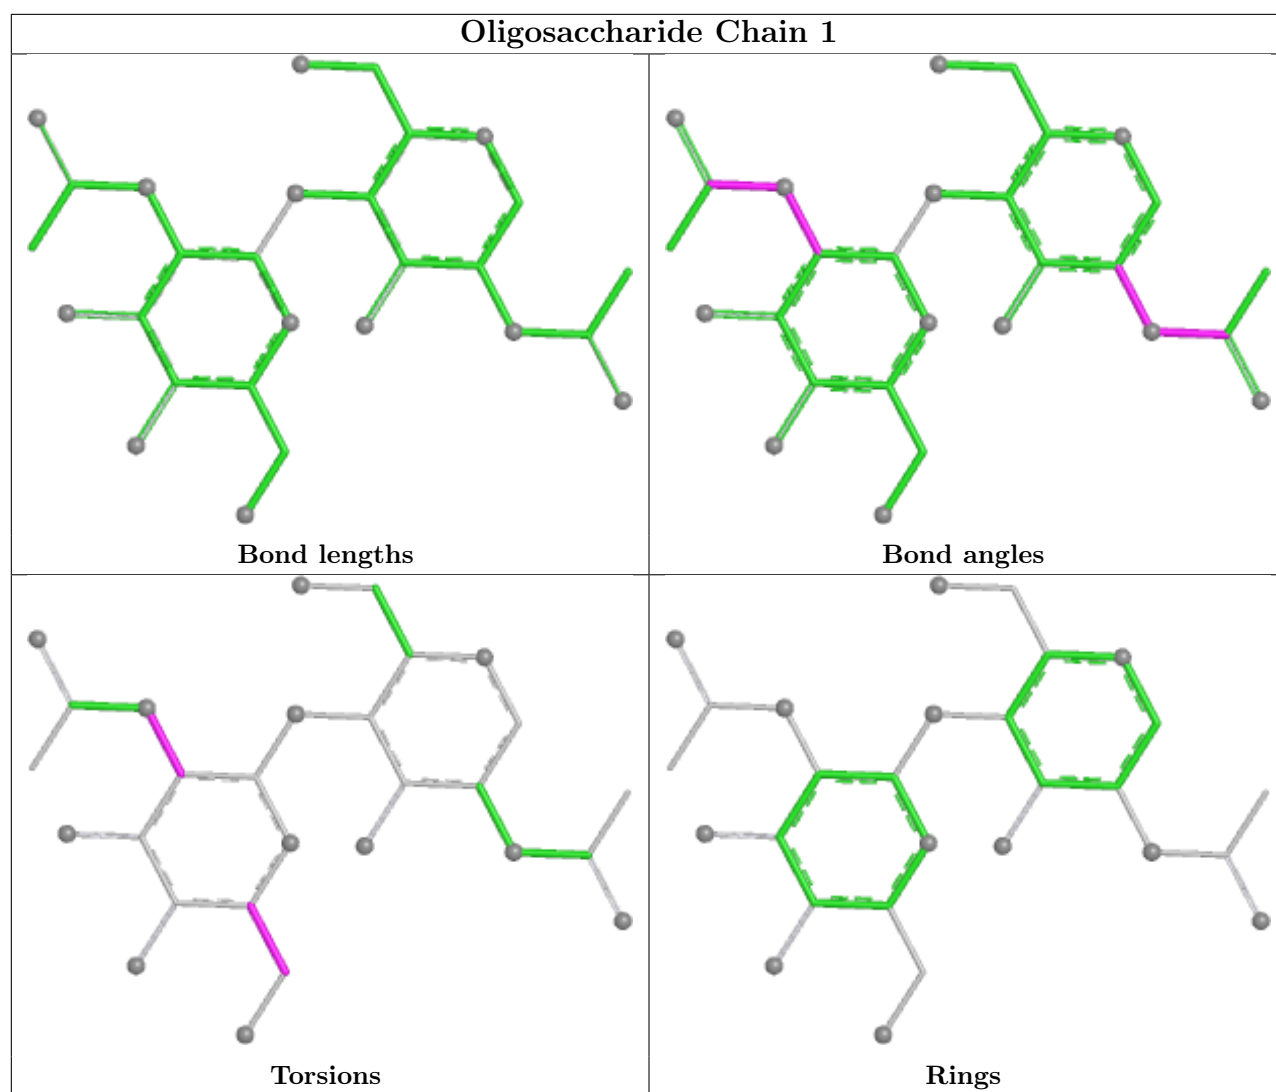 Oligosaccharide Chain 1
Bond lengths
Bond angles
Torsions
Rings